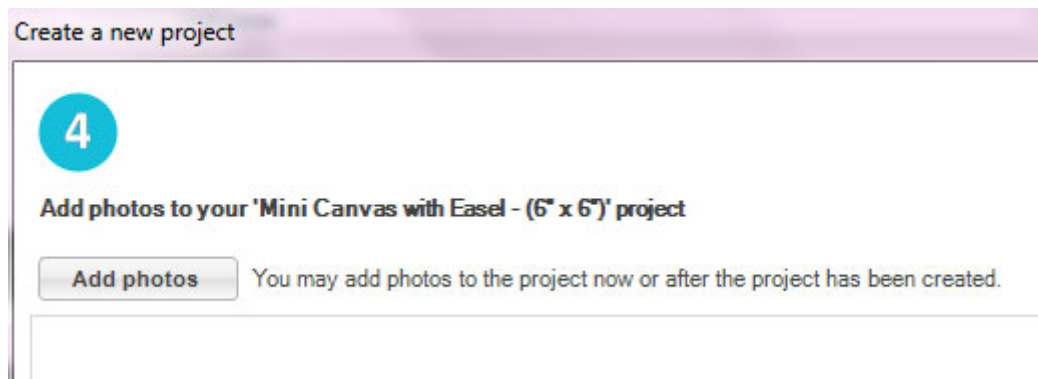 Create a new project
4
Add photos to your 'Mini Canvas with Easel - (6" x 6")' project
Add photos You may add photos to the project now or after the project has been created.